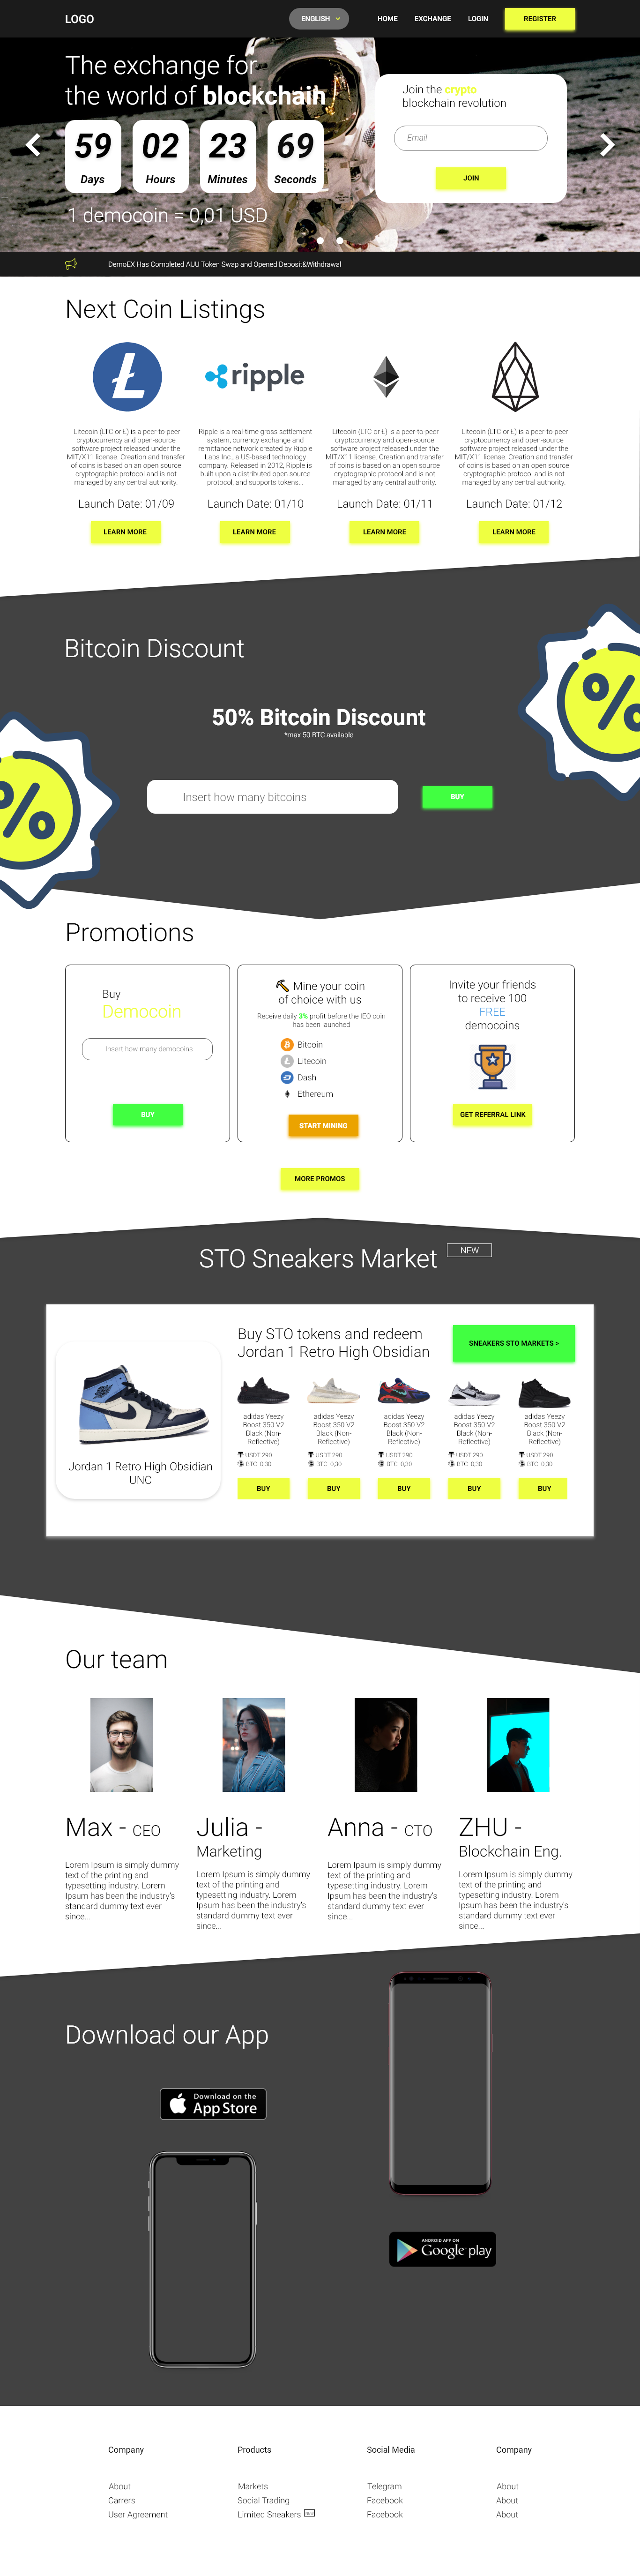 LOGO
ENGLISH
HOME
EXCHANGE
LOGIN
REGISTER
The exchange for
the world of blockchain
59
02
23
69
Days
Hours
Minutes
Seconds
1 democoin = 0,01 USD
Join the crypto
blockchain revolution
Email
JOIN
DemoEX Has Completed AUU Token Swap and Opened Deposit&Withdrawal
Next Coin Listings
Litecoin (LTC or Ł) is a peer-to-peer
cryptocurrency and open-source
software project released under the
MIT/X11 license. Creation and transfer
of coins is based on an open source
cryptographic protocol and is not
managed by any central authority.
Launch Date: 01/09
LEARN MORE
ripple
Ripple is a real-time gross settlement
system, currency exchange and
remittance network created by Ripple
Labs Inc., a US-based technology
company. Released in 2012, Ripple is
built upon a distributed open source
protocol, and supports tokens...
Launch Date: 01/10
LEARN MORE
Litecoin (LTC or Ł) is a peer-to-peer
cryptocurrency and open-source
software project released under the
MIT/X11 license. Creation and transfer
of coins is based on an open source
cryptographic protocol and is not
managed by any central authority.
Launch Date: 01/11
LEARN MORE
Litecoin (LTC or Ł) is a peer-to-peer
cryptocurrency and open-source
software project released under the
MIT/X11 license. Creation and transfer
of coins is based on an open source
cryptographic protocol and is not
managed by any central authority.
Launch Date: 01/12
LEARN MORE
Bitcoin Discount
%
50% Bitcoin Discount
*max 50 BTC available
%
Insert how many bitcoins
BUY
Promotions
Buy
Democoin
Insert how many democoins
BUY
Mine your coin
of choice with us
Receive daily 3% profit before the IEO coin
has been launched
Bitcoin
Litecoin
Dash
Ethereum
START MINING
Invite your friends
to receive 100
FREE
democoins
GET REFERRAL LINK
MORE PROMOS
STO Sneakers Market
NEW
Jordan 1 Retro High Obsidian
UNC
Buy STO tokens and redeem
Jordan 1 Retro High Obsidian
SNEAKERS STO MARKETS >
adidas Yeezy
Boost 350 V2
Black (Non-
Reflective)
USDT 290
BTC 0,30
BUY
adidas Yeezy
Boost 350 V2
Black (Non-
Reflective)
USDT 290
BTC 0,30
BUY
adidas Yeezy
Boost 350 V2
Black (Non-
Reflective)
USDT 290
BTC 0,30
BUY
adidas Yeezy
Boost 350 V2
Black (Non-
Reflective)
USDT 290
BTC 0,30
BUY
adidas Yeezy
Boost 350 V2
Black (Non-
Reflective)
USDT 290
BTC 0,30
BUY
Our team
Max - CEO
Lorem Ipsum is simply dummy
text of the printing and
typesetting industry. Lorem
Ipsum has been the industry's
standard dummy text ever
since...
Julia -
Marketing
Lorem Ipsum is simply dummy
text of the printing and
typesetting industry. Lorem
Ipsum has been the industry's
standard dummy text ever
since...
Anna - CTO
Lorem Ipsum is simply dummy
text of the printing and
typesetting industry. Lorem
Ipsum has been the industry's
standard dummy text ever
since...
ZHU -
Blockchain Eng.
Lorem Ipsum is simply dummy
text of the printing and
typesetting industry. Lorem
Ipsum has been the industry's
standard dummy text ever
since...
Download our App
Download on the
App Store
ANDROID APP ON
Google play
Company
About
Carrers
User Agreement
Products
Markets
Social Trading
Limited Sneakers
Social Media
Telegram
Facebook
Facebook
Company
About
About
About